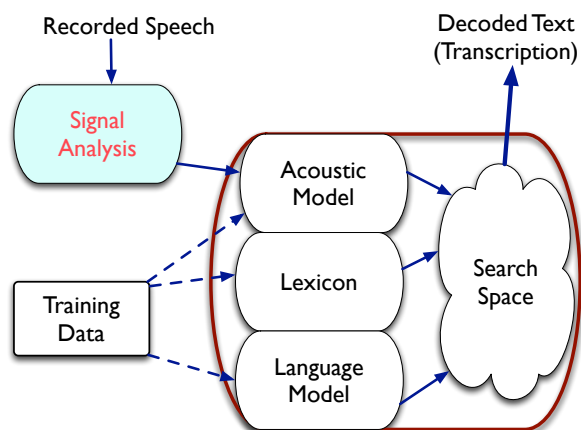 Recorded Speech
Decoded Text
(Transcription)
Signal
Analysis
Acoustic
Model
Lexicon
Search
Space
Training
Data
Language
Model